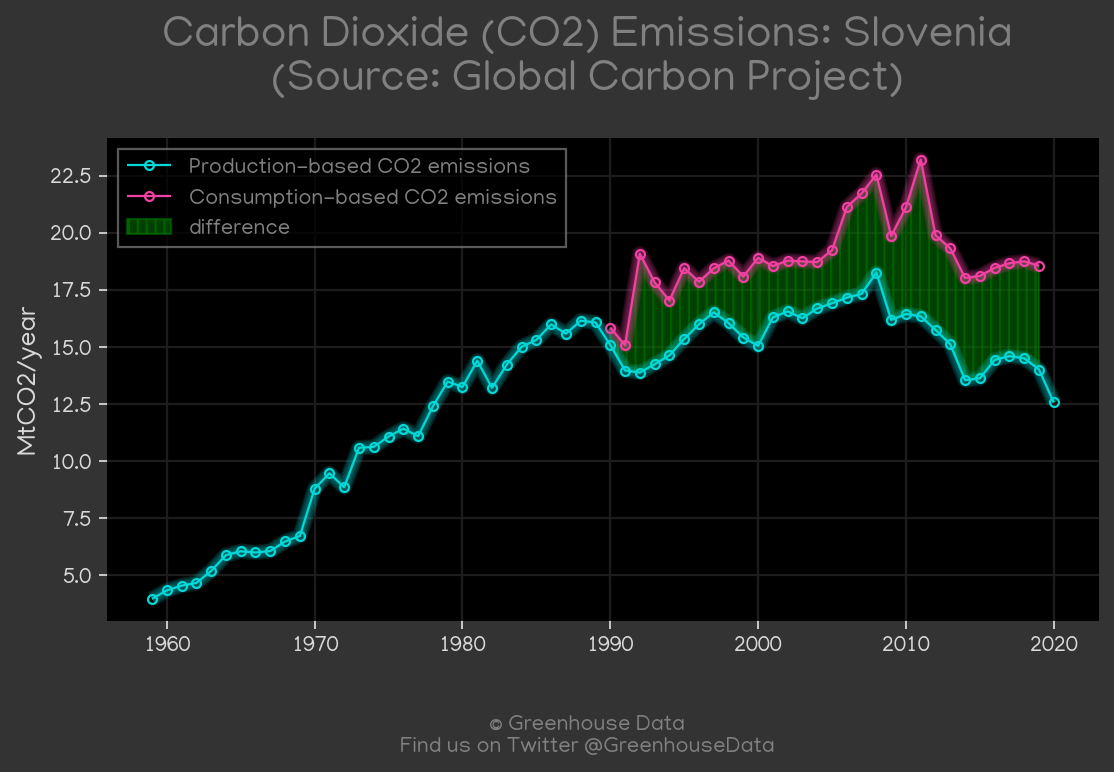 Carbon Dioxide (CO2) Emissions: Slovenia
(Source: Global Carbon Project)
Production-based CO2 emissions
Consumption-based CO2 emissions
difference
MtCO2/year
22.5
20.0
17.5
15.0
12.5
10.0
7.5
5.0
1960 1970 1980 1990 2000 2010 2020
© Greenhouse Data
Find us on Twitter @GreenhouseData